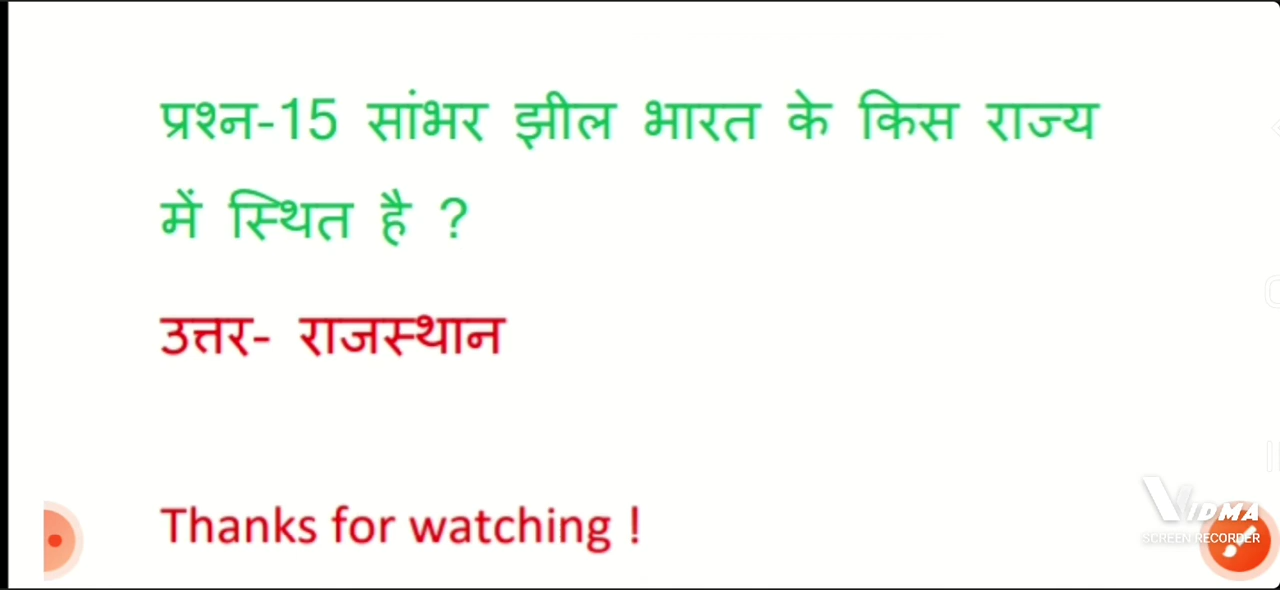 प्रश्न-15 सांभर झील भारत के किस राज्य
में स्थित है ?
उत्तर- राजस्थान
Thanks for watching !
VIDMA
SCREEN RECORDER